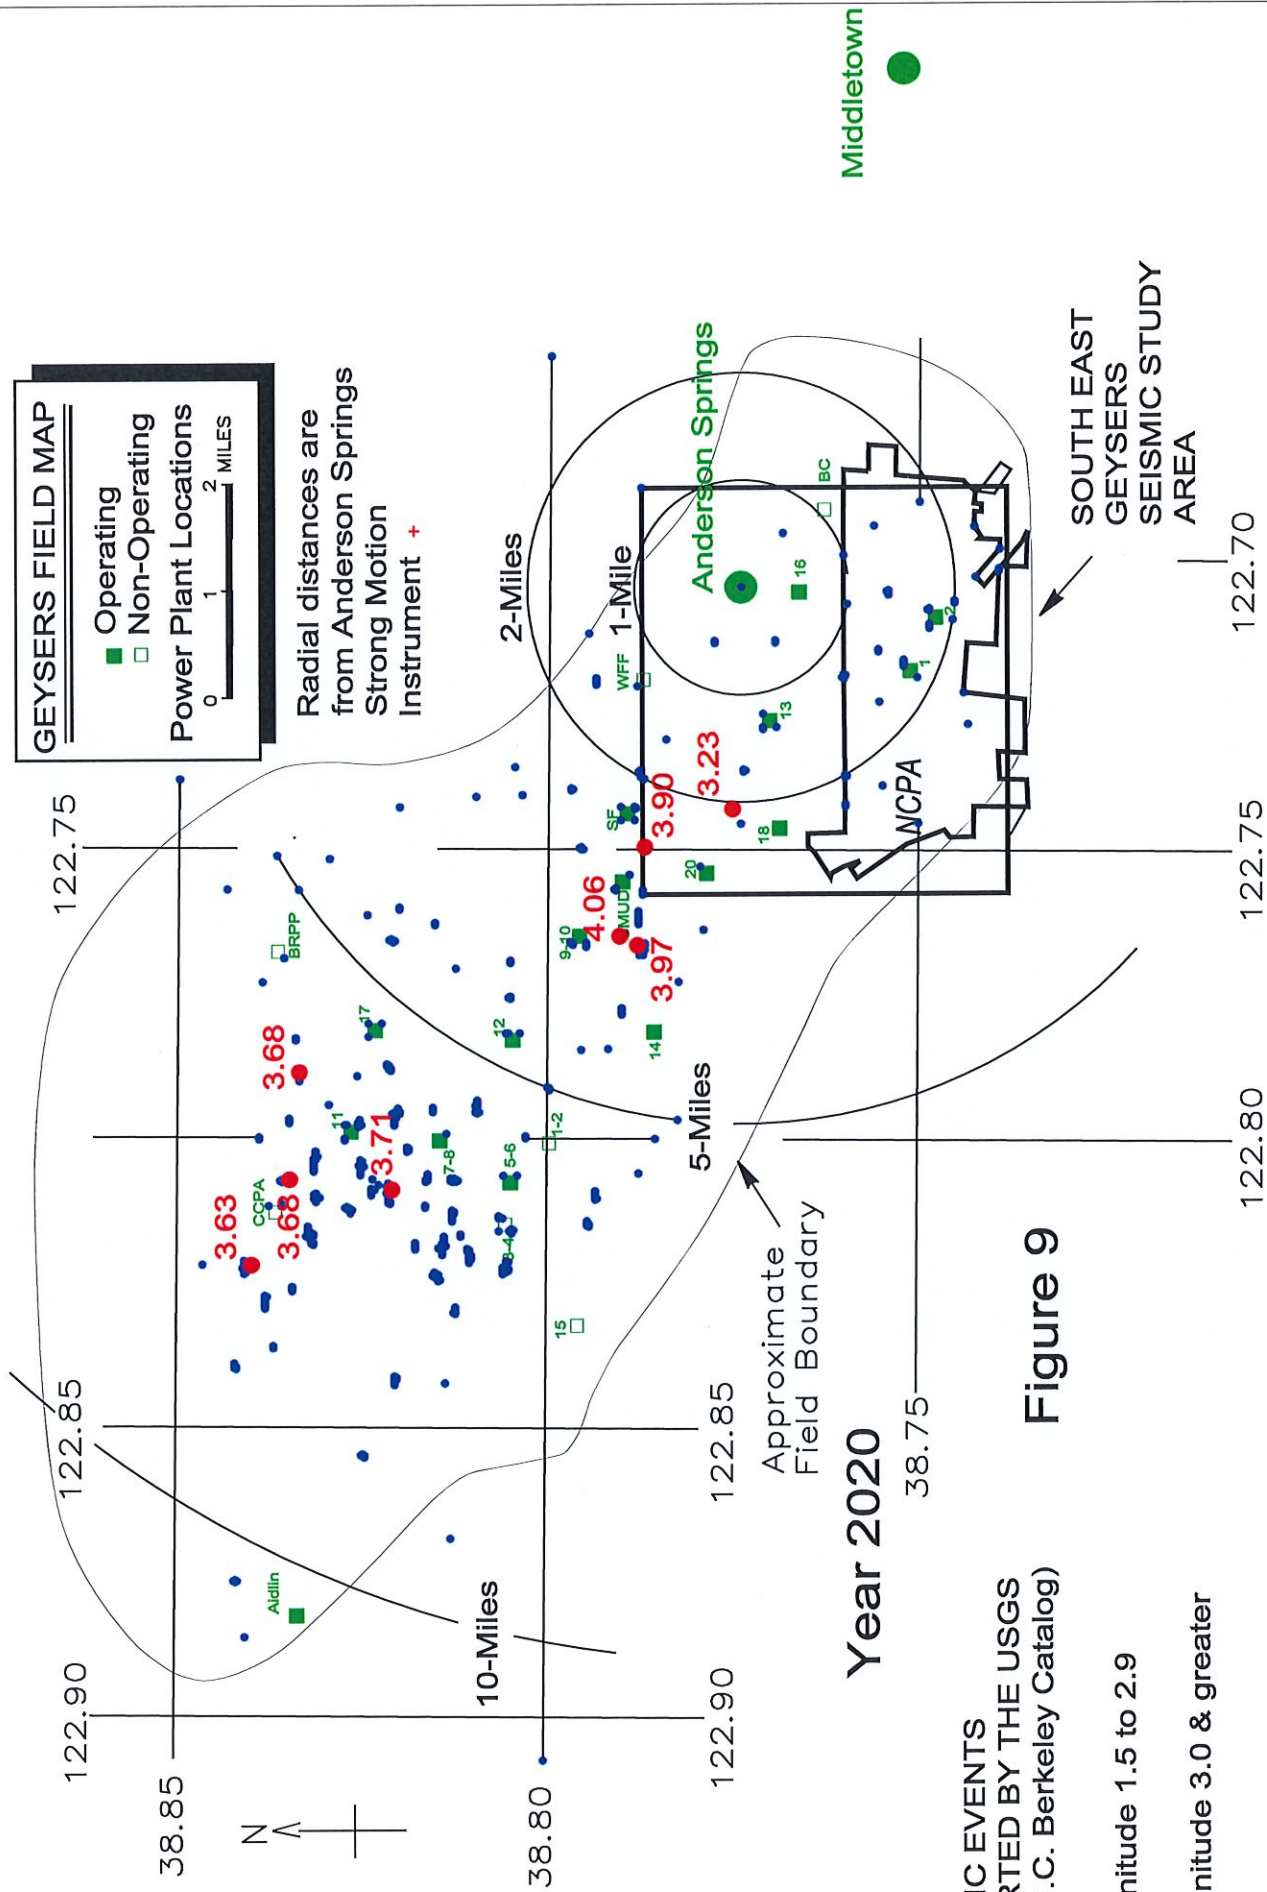 GEYSERS FIELD MAP
Operating
Non-Operating
Power Plant Locations
0 1 2 MILES
Radial distances are
from Anderson Springs
Strong Motion
Instrument +
N
38.85
38.80
38.75
122.90
122.85
122.75
122.90
122.85
122.80
122.75
122.70
10-Miles
5-Miles
2-Miles
1-Mile
Aidlin
BRPP
CCPA
17
11
7-8
5-6
3-4
1-2
15
12
9-10
14
MUD
SF
20
18
13
WFF
16
BC
1
2
3.63
3.68
3.68
3.71
4.06
3.97
3.90
3.23
NCPA
Anderson Springs
Middletown
Approximate
Field Boundary
SOUTH EAST
GEYSERS
SEISMIC STUDY
AREA
Year 2020
Figure 9
IC EVENTS
RTED BY THE USGS
.C. Berkeley Catalog)
nitude 1.5 to 2.9
nitude 3.0 & greater